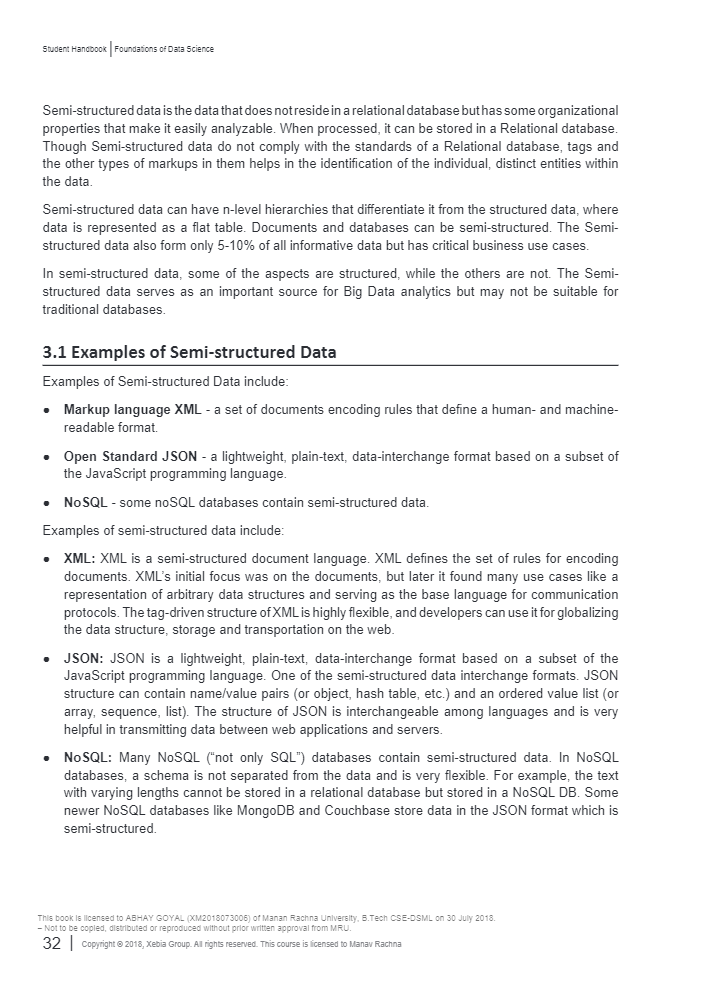 Student Handbook | Foundations of Data Science
Semi-structured data is the data that does not reside in a relational database but has some organizational
properties that make it easily analyzable. When processed, it can be stored in a Relational database.
Though Semi-structured data do not comply with the standards of a Relational database, tags and
the other types of markups in them helps in the identification of the individual, distinct entities within
the data.
Semi-structured data can have n-level hierarchies that differentiate it from the structured data, where
data is represented as a flat table. Documents and databases can be semi-structured. The Semi-
structured data also form only 5-10% of all informative data but has critical business use cases.
In semi-structured data, some of the aspects are structured, while the others are not. The Semi-
structured data serves as an important source for Big Data analytics but may not be suitable for
traditional databases.
3.1 Examples of Semi-structured Data
Examples of Semi-structured Data include:
● Markup language XML - a set of documents encoding rules that define a human- and machine-
readable format.
● Open Standard JSON - a lightweight, plain-text, data-interchange format based on a subset of
the JavaScript programming language.
● NoSQL - some noSQL databases contain semi-structured data.
Examples of semi-structured data include:
● XML: XML is a semi-structured document language. XML defines the set of rules for encoding
documents. XML's initial focus was on the documents, but later it found many use cases like a
representation of arbitrary data structures and serving as the base language for communication
protocols. The tag-driven structure of XML is highly flexible, and developers can use it for globalizing
the data structure, storage and transportation on the web.
● JSON: JSON is a lightweight, plain-text, data-interchange format based on a subset of the
JavaScript programming language. One of the semi-structured data interchange formats. JSON
structure can contain name/value pairs (or object, hash table, etc.) and an ordered value list (or
array, sequence, list). The structure of JSON is interchangeable among languages and is very
helpful in transmitting data between web applications and servers.
● NoSQL: Many NoSQL (“not only SQL”) databases contain semi-structured data. In NoSQL
databases, a schema is not separated from the data and is very flexible. For example, the text
with varying lengths cannot be stored in a relational database but stored in a NoSQL DB. Some
newer NoSQL databases like MongoDB and Couchbase store data in the JSON format which is
semi-structured.
This book is licensed to ABHAY GOYAL (XM2018073006) of Manan Rachna University, B.Tech CSE-DSML on 30 July 2018.
– Not to be copied, distributed or reproduced without prior written approval from MRU.
32 | Copyright © 2018, Xebia Group. All rights reserved. This course is licensed to Manav Rachna